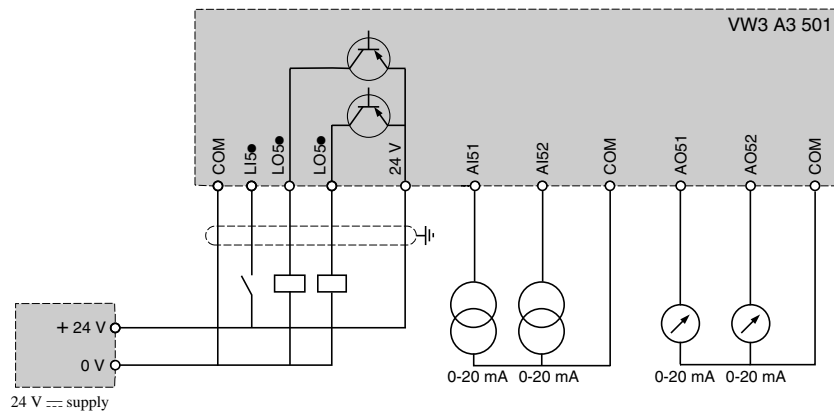 VW3 A3 501
COM
LI5●
LO5●
LO5●
24 V
AI51
AI52
COM
AO51
AO52
COM
+ 24 V
0 V
0-20 mA
0-20 mA
0-20 mA
0-20 mA
24 V ⎓ supply